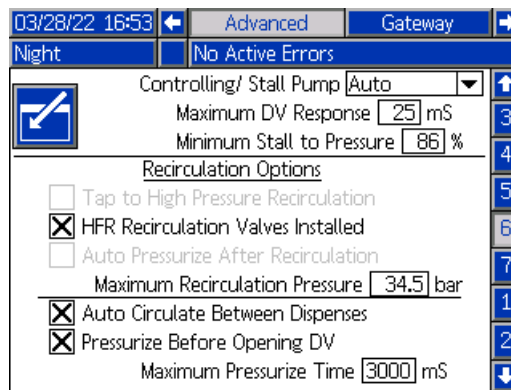 03/28/22 16:53 Advanced Gateway
Night No Active Errors
Controlling/ Stall Pump Auto
Maximum DV Response 25 mS
Minimum Stall to Pressure 86 %
Recirculation Options
Tap to High Pressure Recirculation
HFR Recirculation Valves Installed
Auto Pressurize After Recirculation
Maximum Recirculation Pressure 34.5 bar
Auto Circulate Between Dispenses
Pressurize Before Opening DV
Maximum Pressurize Time 3000 mS
3
4
5
6
7
1
2